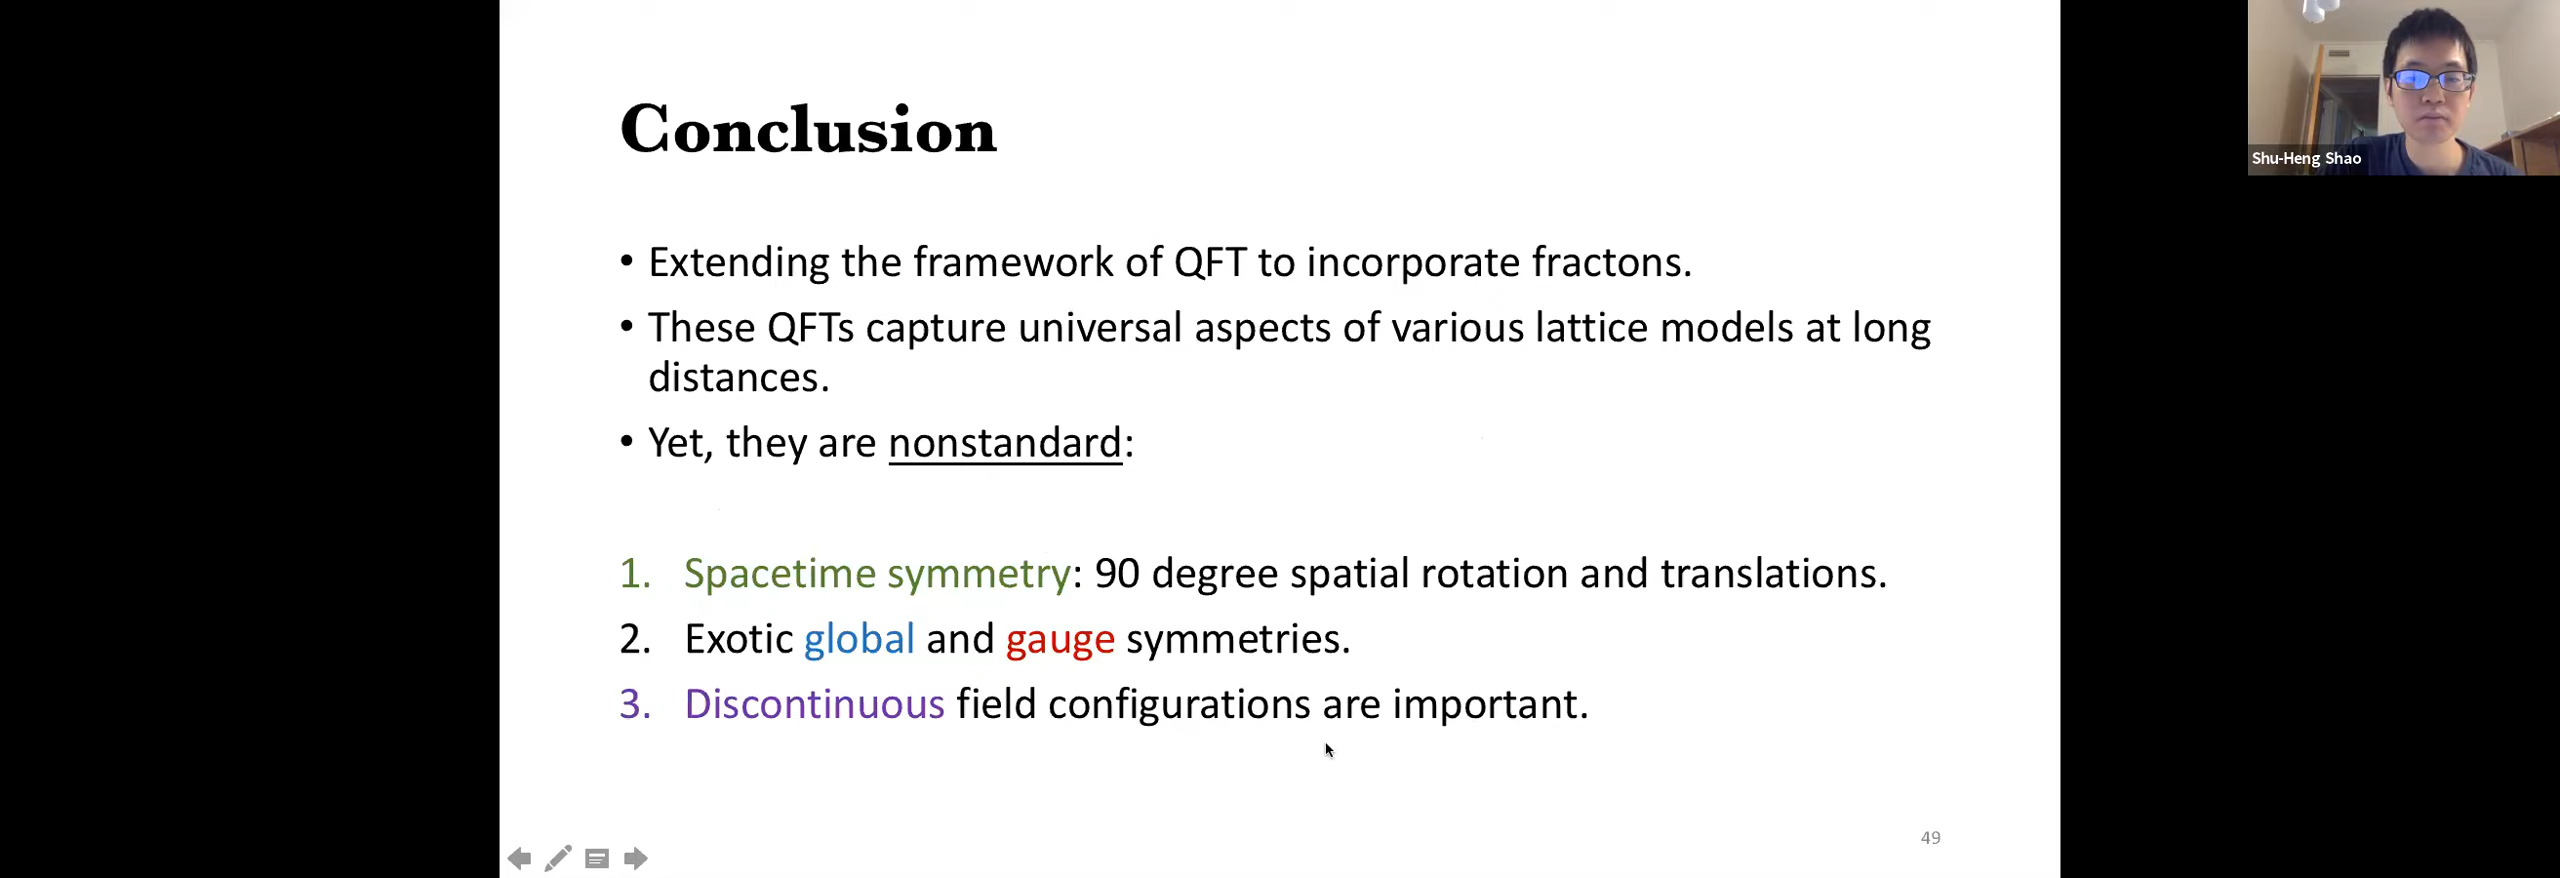 Conclusion
Shu-Heng Shao
• Extending the framework of QFT to incorporate fractons.
• These QFTs capture universal aspects of various lattice models at long
distances.
• Yet, they are nonstandard:
1. Spacetime symmetry: 90 degree spatial rotation and translations.
2. Exotic global and gauge symmetries.
3. Discontinuous field configurations are important.
49